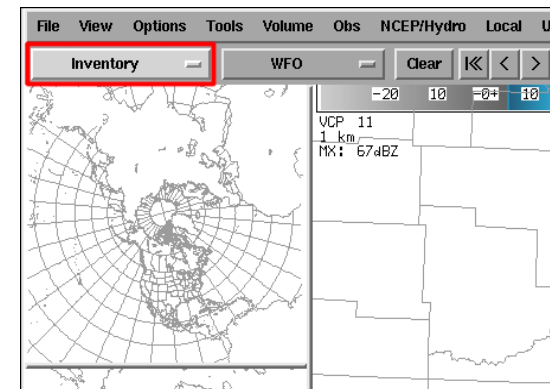 File View Options Tools Volume Obs NCEP/Hydro Local
Inventory WFO Clear
-20 10 0+ 10
VCP 11
1 km
MX: 67dBZ